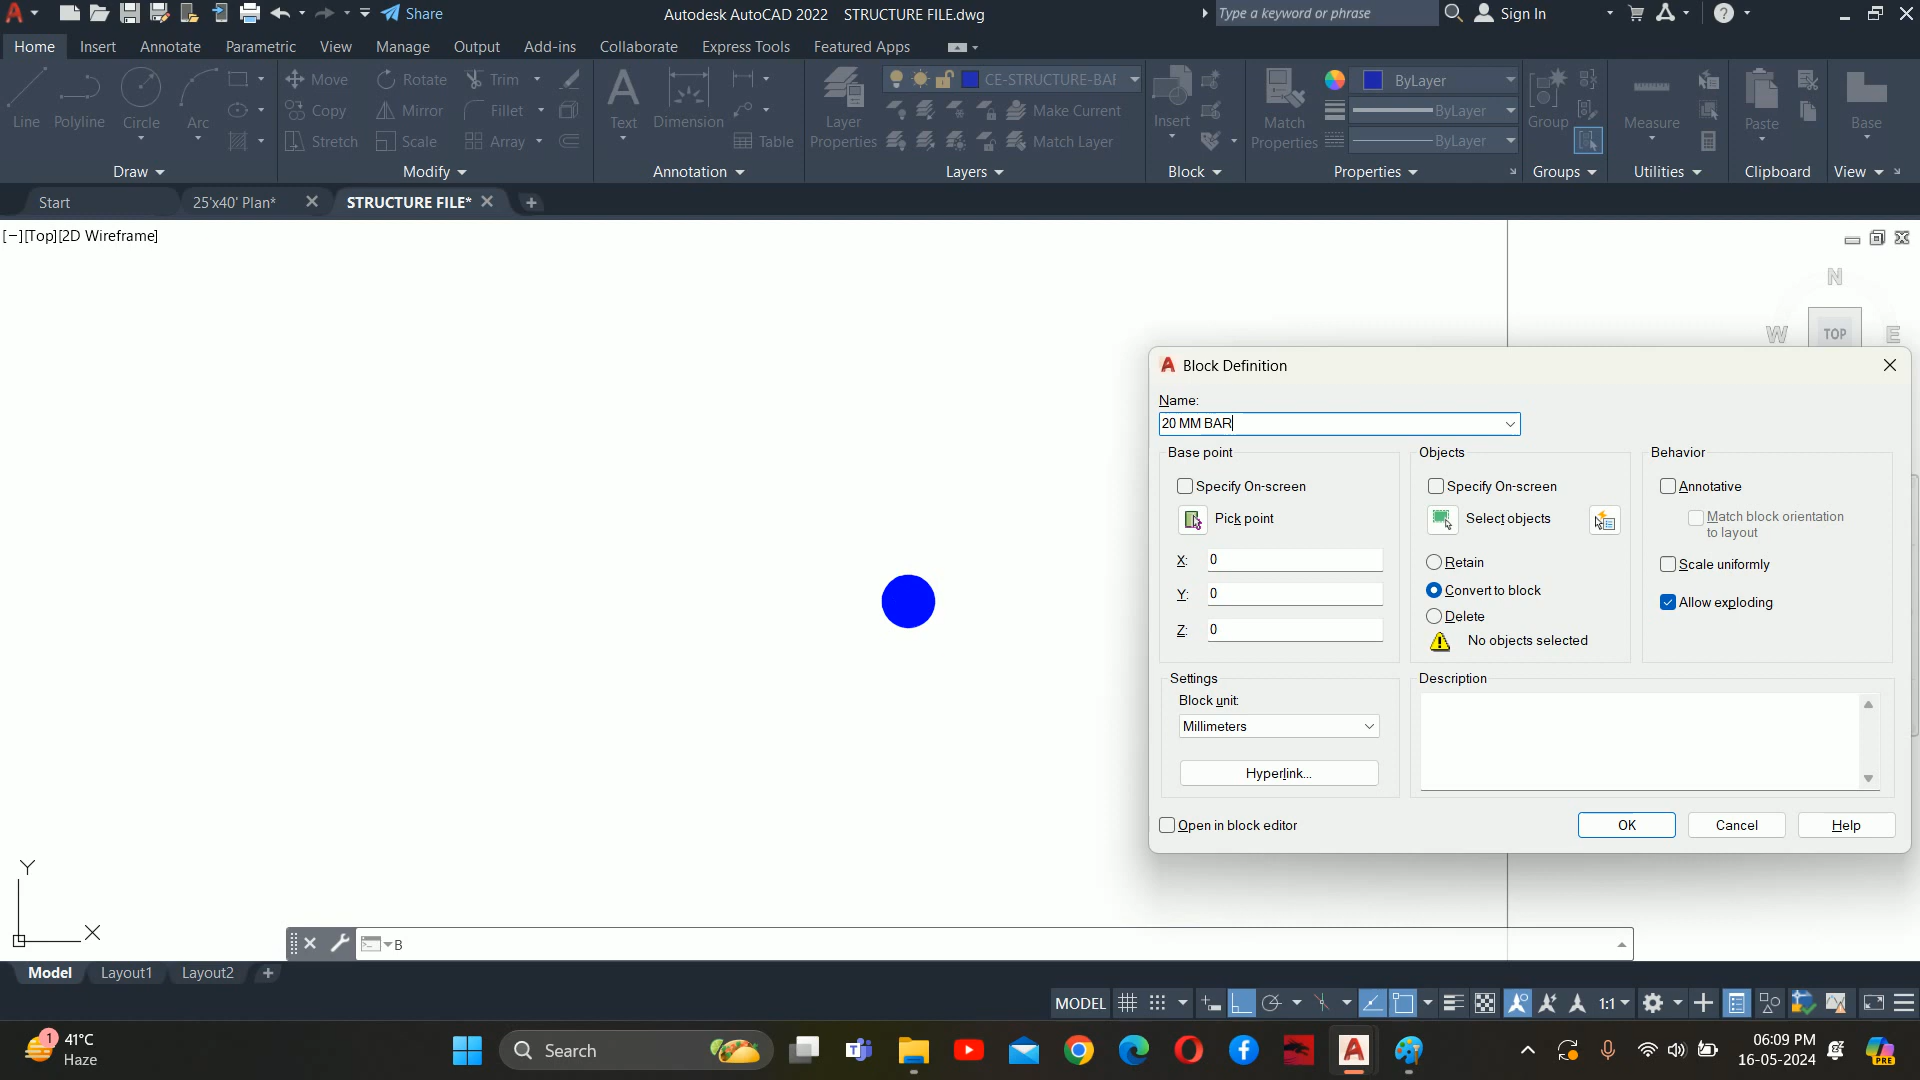 Share
Autodesk AutoCAD 2022 STRUCTURE FILE.dwg
Type a keyword or phrase
Sign In
Home Insert Annotate Parametric View Manage Output Add-ins Collaborate Express Tools Featured Apps
Line
Polyline
Circle
Arc
Move
Rotate
Trim
Copy
Mirror
Fillet
Stretch
Scale
Array
Text
Dimension
Table
Layer
Properties
CE-STRUCTURE-BAR
Make Current
Match Layer
Insert
Match
Properties
ByLayer
ByLayer
ByLayer
Group
Measure
Paste
Base
Draw Modify Annotation Layers Block Properties Groups Utilities Clipboard View
Start 25'x40' Plan* STRUCTURE FILE*
[−][Top][2D Wireframe]
N
W TOP E
Block Definition
Name:
20 MM BAR
Base point
Specify On-screen
Pick point
X: 0
Y: 0
Z: 0
Objects
Specify On-screen
Select objects
Retain
Convert to block
Delete
No objects selected
Behavior
Annotative
Match block orientation
to layout
Scale uniformly
Allow exploding
Settings
Block unit:
Millimeters
Hyperlink...
Description
Open in block editor
OK Cancel Help
Y
X
B
Model Layout1 Layout2
MODEL 1:1
1
41°C
Haze
Search
06:09 PM
16-05-2024
PRE